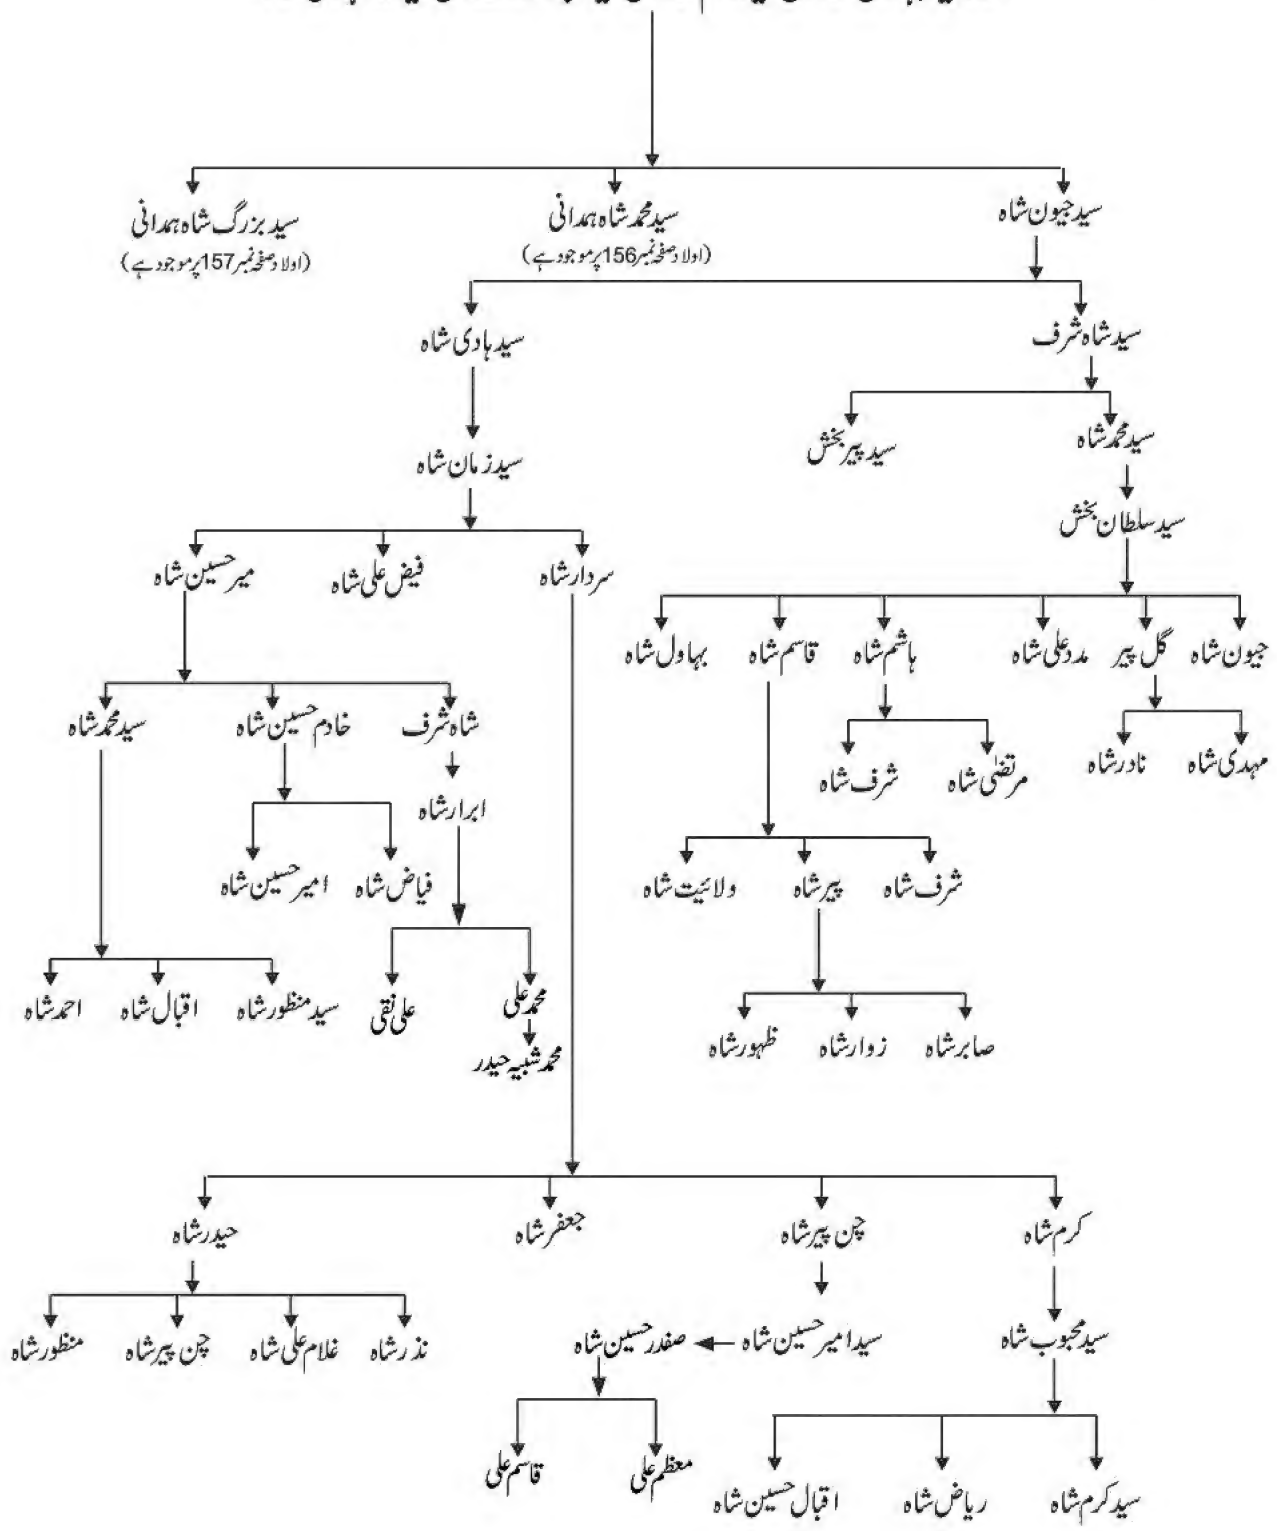 سید جیون شاہ
سید محمد شاہ ہمدانی
سید بزرگ شاہ ہمدانی
(اولاد صفحہ نمبر 156 پر موجود ہے)
(اولاد صفحہ نمبر 157 پر موجود ہے)
سید شاہ شرف
سید ہادی شاہ
سید محمد شاہ
سید پیر بخش
سید زمان شاہ
سید سلطان بخش
سردار شاہ
فیض علی شاہ
میر حسین شاہ
جیون شاہ
گل پیر
مدد علی شاہ
ہاشم شاہ
قاسم شاہ
بہاول شاہ
شاہ شرف
خادم حسین شاہ
سید محمد شاہ
مہدی شاہ
نادر شاہ
مرتضیٰ شاہ
شرف شاہ
ابرار شاہ
شرف شاہ
پیر شاہ
ولائیت شاہ
فیاض شاہ
امیر حسین شاہ
محمد علی
علی نقی
سید منظور شاہ
اقبال شاہ
احمد شاہ
صابر شاہ
زوار شاہ
ظہور شاہ
محمد شبیہ حیدر
کرم شاہ
چن پیر شاہ
جعفر شاہ
حیدر شاہ
سید محبوب شاہ
سید امیر حسین شاہ
صفدر حسین شاہ
نذر شاہ
غلام علی شاہ
چن پیر شاہ
منظور شاہ
معظم علی
قاسم علی
سید کرم شاہ
ریاض شاہ
اقبال حسین شاہ